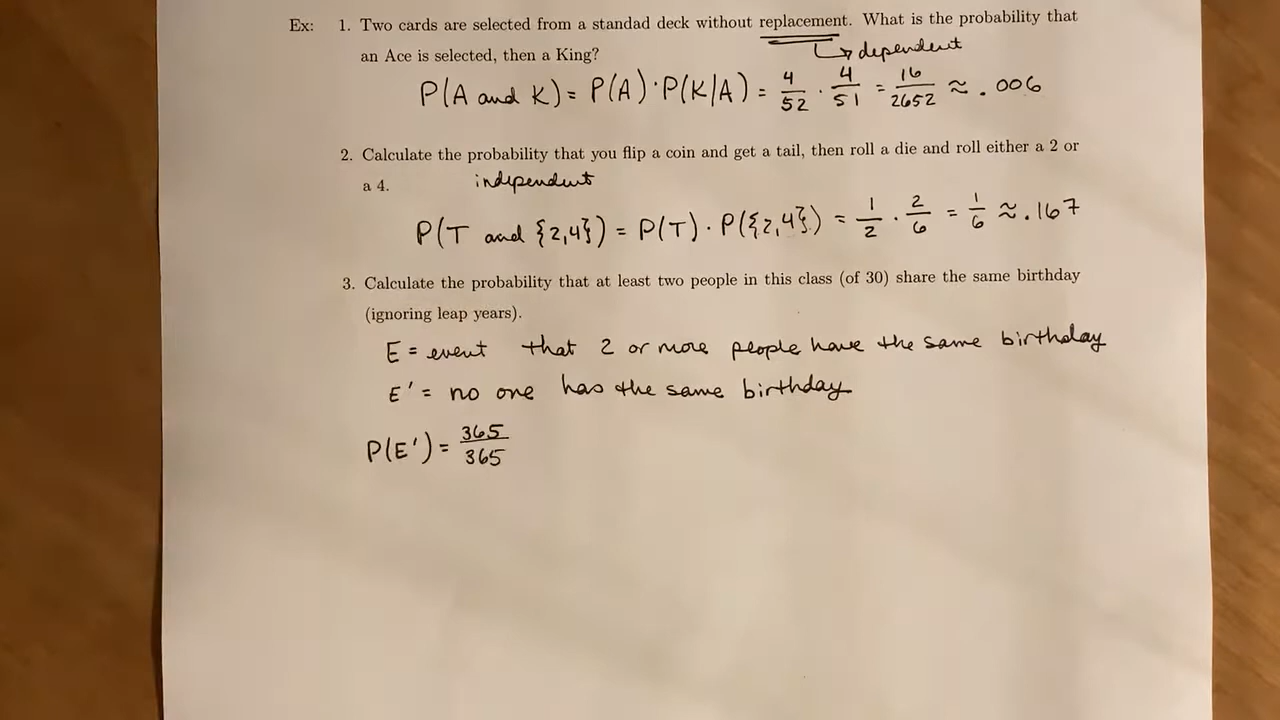 Ex: 1. Two cards are selected from a standad deck without replacement. What is the probability that
an Ace is selected, then a King?
↳ dependent
P(A and K) = P(A) · P(K/A) = 4/52 · 4/51 = 16/2652 ≈ .006
2. Calculate the probability that you flip a coin and get a tail, then roll a die and roll either a 2 or
a 4.
independent
P(T and {2,4}) = P(T) · P({2,4}) = 1/2 · 2/6 = 1/6 ≈ .167
3. Calculate the probability that at least two people in this class (of 30) share the same birthday
(ignoring leap years).
E = event that 2 or more people have the same birthday
E' = no one has the same birthday
P(E') = 365/365